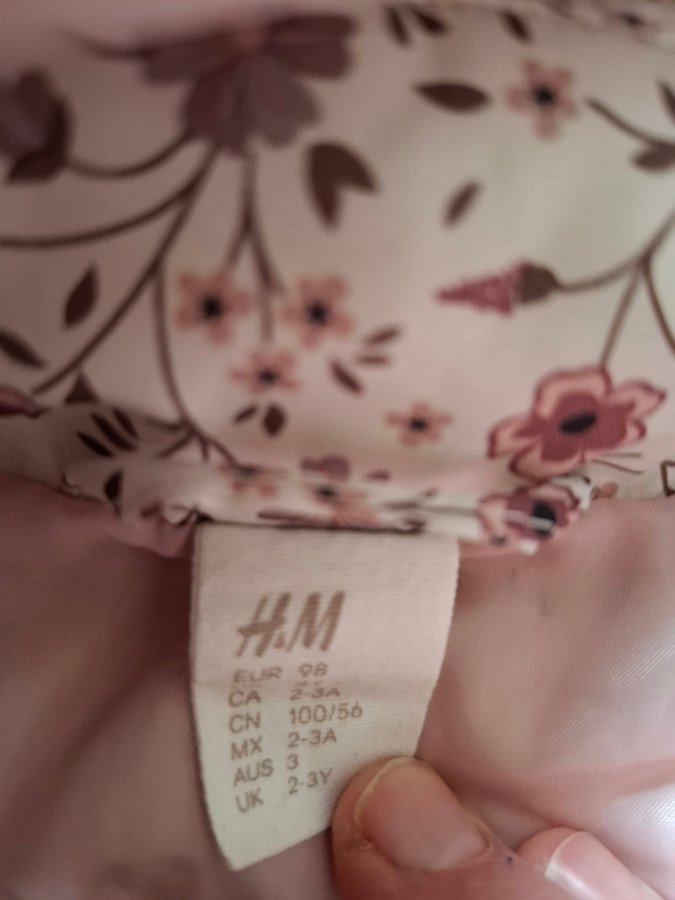 H&M
EUR 98
CA 2-3A
CN 100/56
MX 2-3A
AUS 3
UK 2-3Y